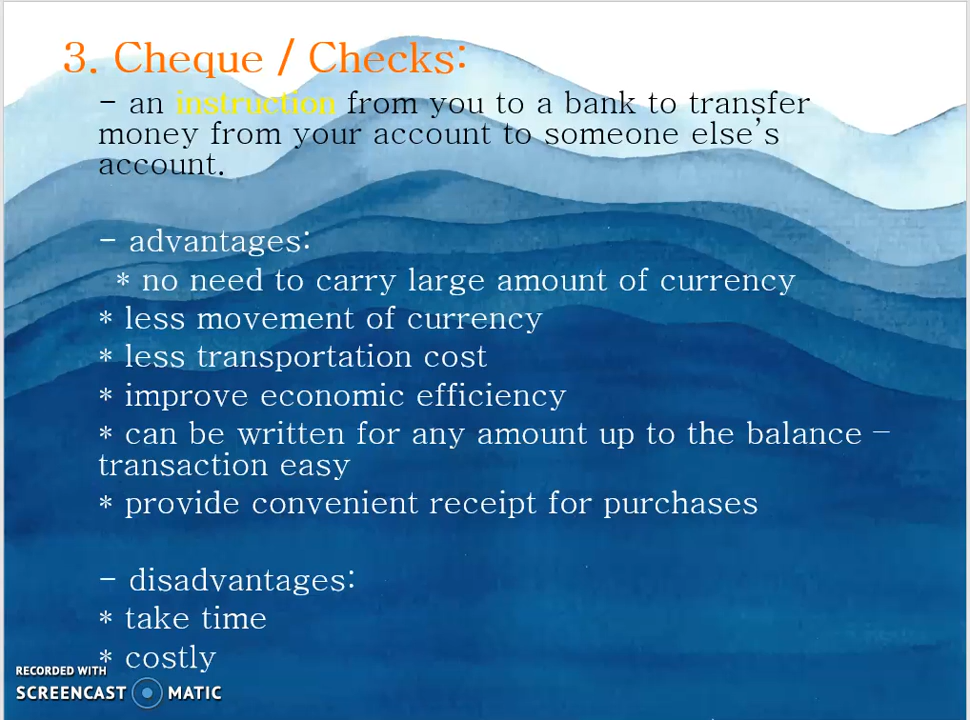 3. Cheque / Checks:
- an instruction from you to a bank to transfer
money from your account to someone else's
account.
- advantages:
* no need to carry large amount of currency
* less movement of currency
* less transportation cost
* improve economic efficiency
* can be written for any amount up to the balance –
transaction easy
* provide convenient receipt for purchases
- disadvantages:
* take time
* costly
RECORDED WITH
SCREENCAST MATIC